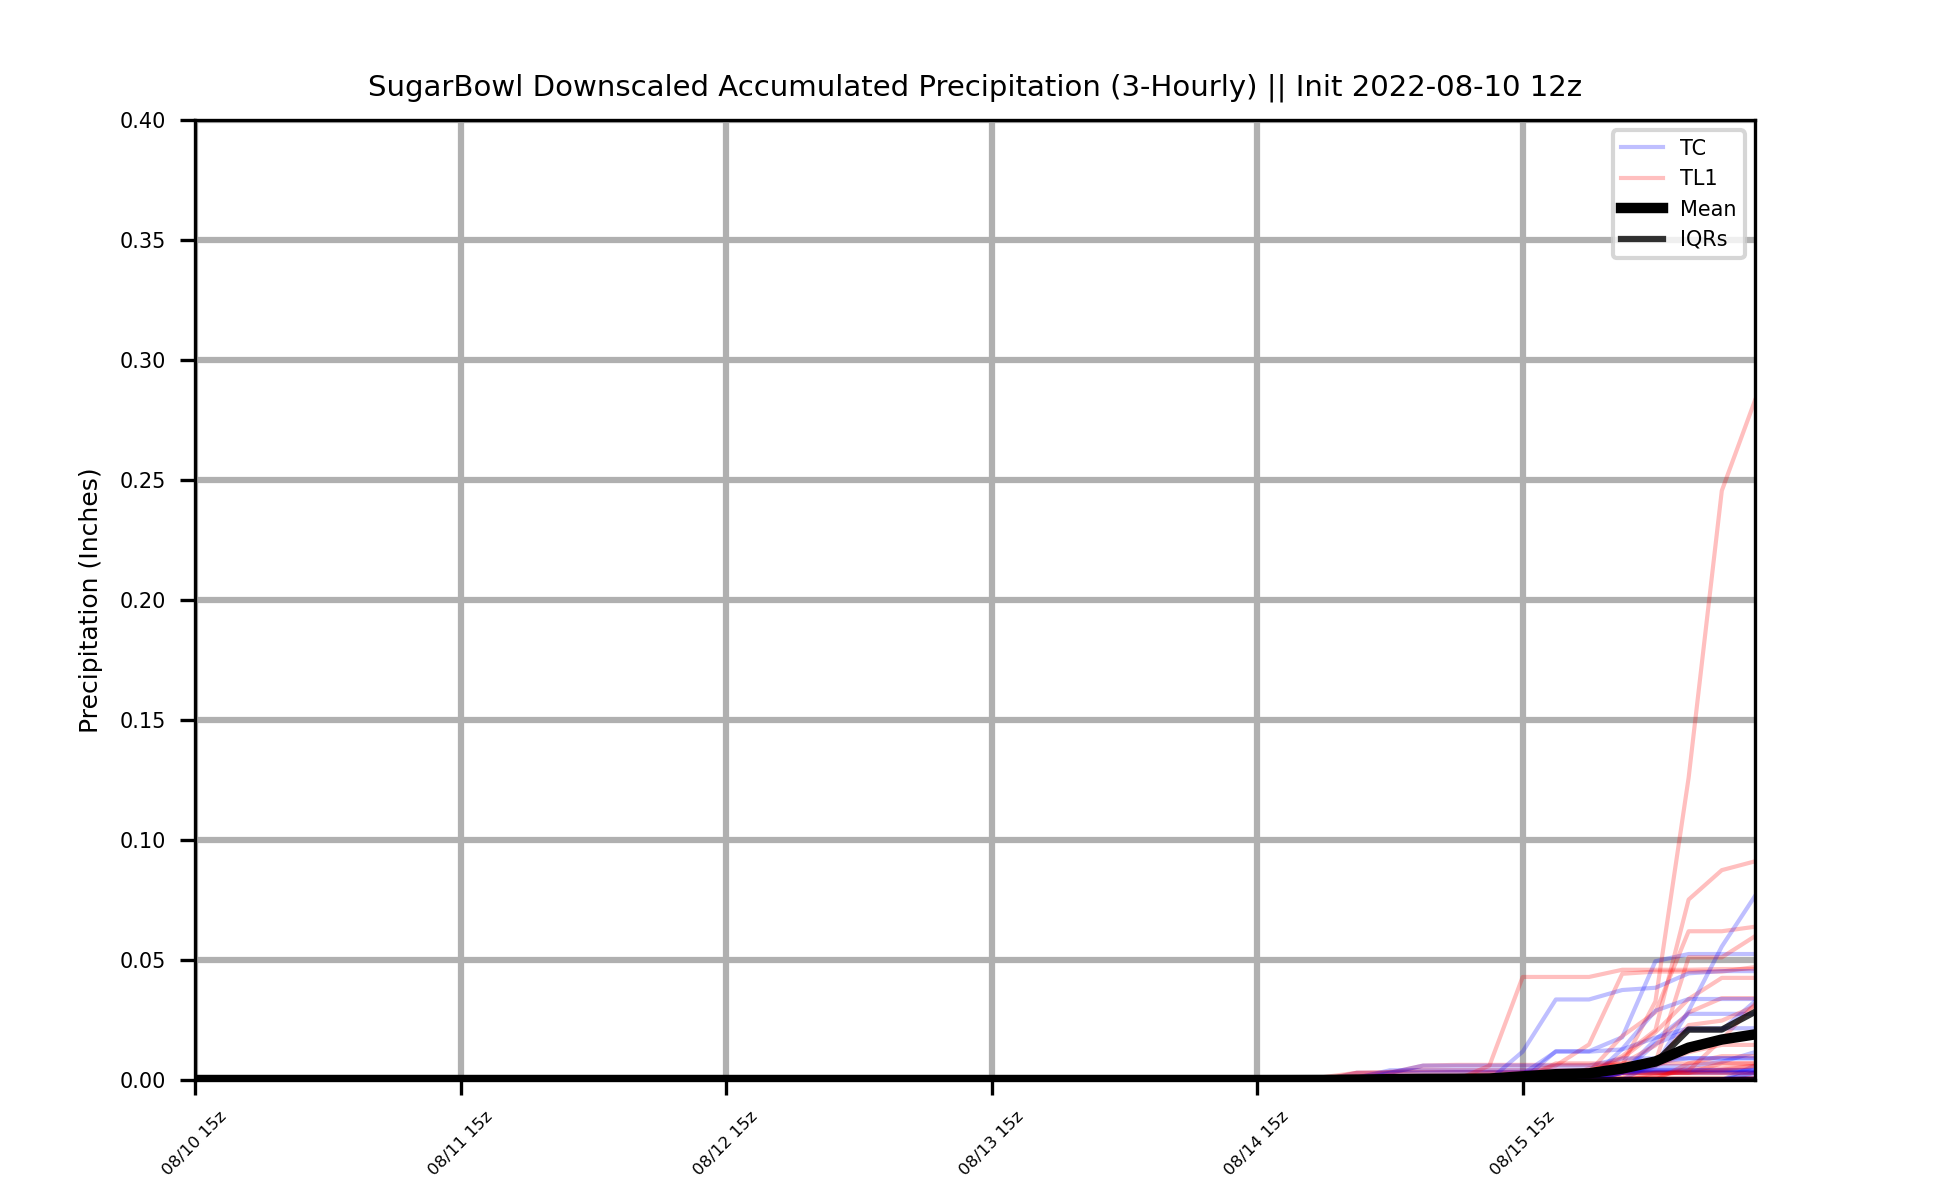 SugarBowl Downscaled Accumulated Precipitation (3-Hourly) || Init 2022-08-10 12z
Precipitation (Inches)
0.40
0.35
0.30
0.25
0.20
0.15
0.10
0.05
0.00
TC
TL1
Mean
IQRs
08/10 15z
08/11 15z
08/12 15z
08/13 15z
08/14 15z
08/15 15z